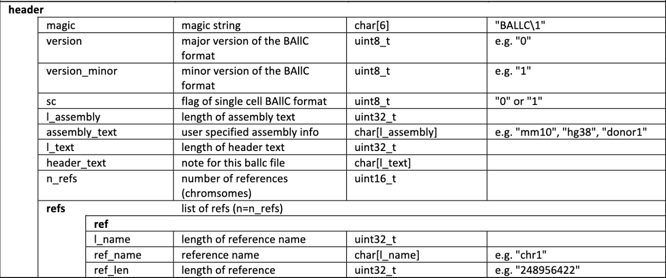 header
magic magic string char[6] "BALLC\1"
version major version of the BAllC uint8_t e.g. "0"
format
version_minor minor version of the BAllC uint8_t e.g. "1"
format
sc flag of single cell BAllC format uint8_t "0" or "1"
l_assembly length of assembly text uint32_t
assembly_text user specified assembly info char[l_assembly] e.g. "mm10", "hg38", "donor1"
l_text length of header text uint32_t
header_text note for this ballc file char[l_text]
n_refs number of references uint16_t
(chromsomes)
refs list of refs (n=n_refs)
ref
l_name length of reference name uint32_t
ref_name reference name char[l_name] e.g. "chr1"
ref_len length of reference uint32_t e.g. "248956422"